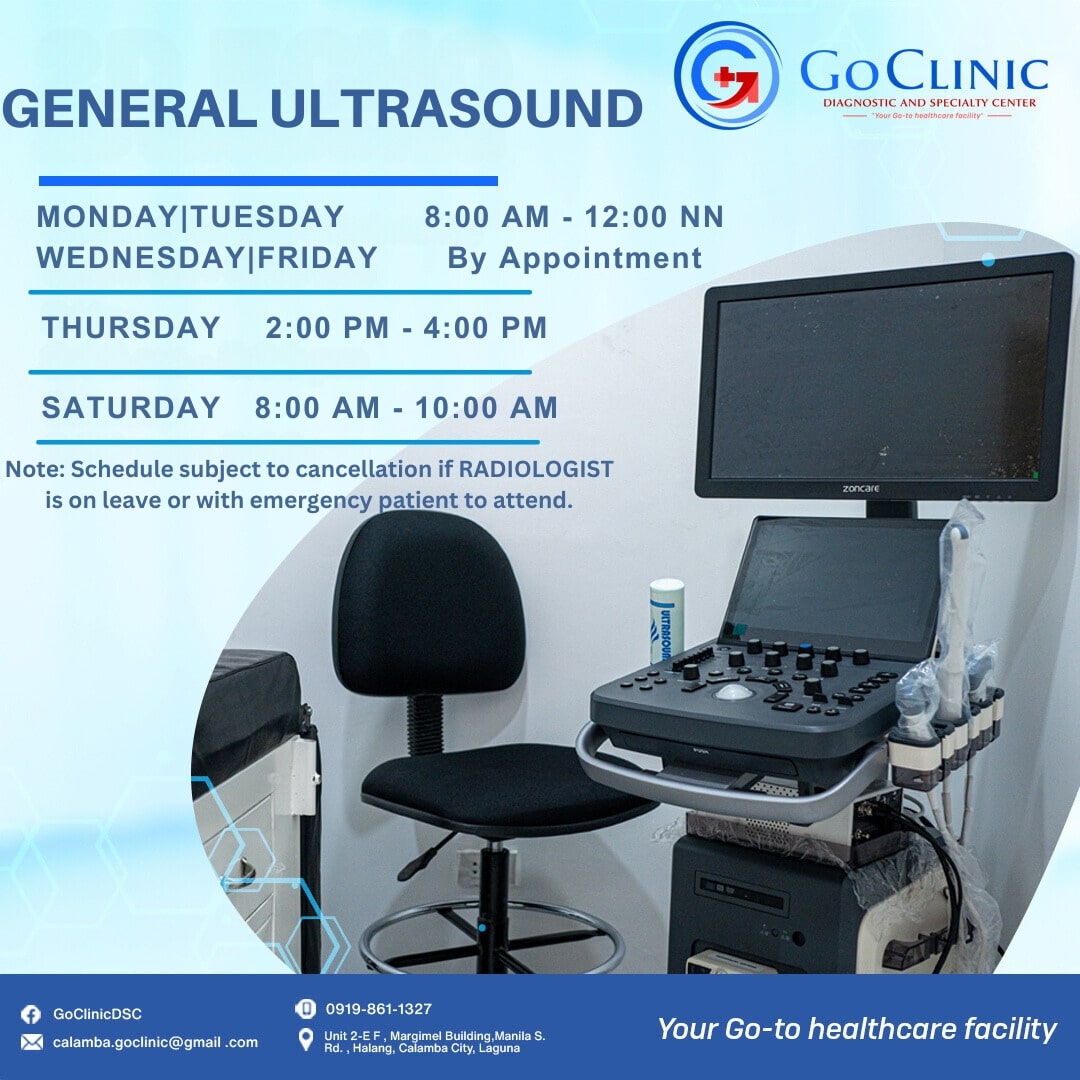 GOCLINIC
DIAGNOSTIC AND SPECIALTY CENTER
"Your Go-to healthcare facility"
GENERAL ULTRASOUND
MONDAY|TUESDAY 8:00 AM - 12:00 NN
WEDNESDAY|FRIDAY By Appointment
THURSDAY 2:00 PM - 4:00 PM
SATURDAY 8:00 AM - 10:00 AM
Note: Schedule subject to cancellation if RADIOLOGIST
is on leave or with emergency patient to attend.
zoncare
ULTRASOUND
GoClinicDSC
calamba.goclinic@gmail .com
0919-861-1327
Unit 2-E F , Margimel Building,Manila S.
Rd. , Halang, Calamba City, Laguna
Your Go-to healthcare facility